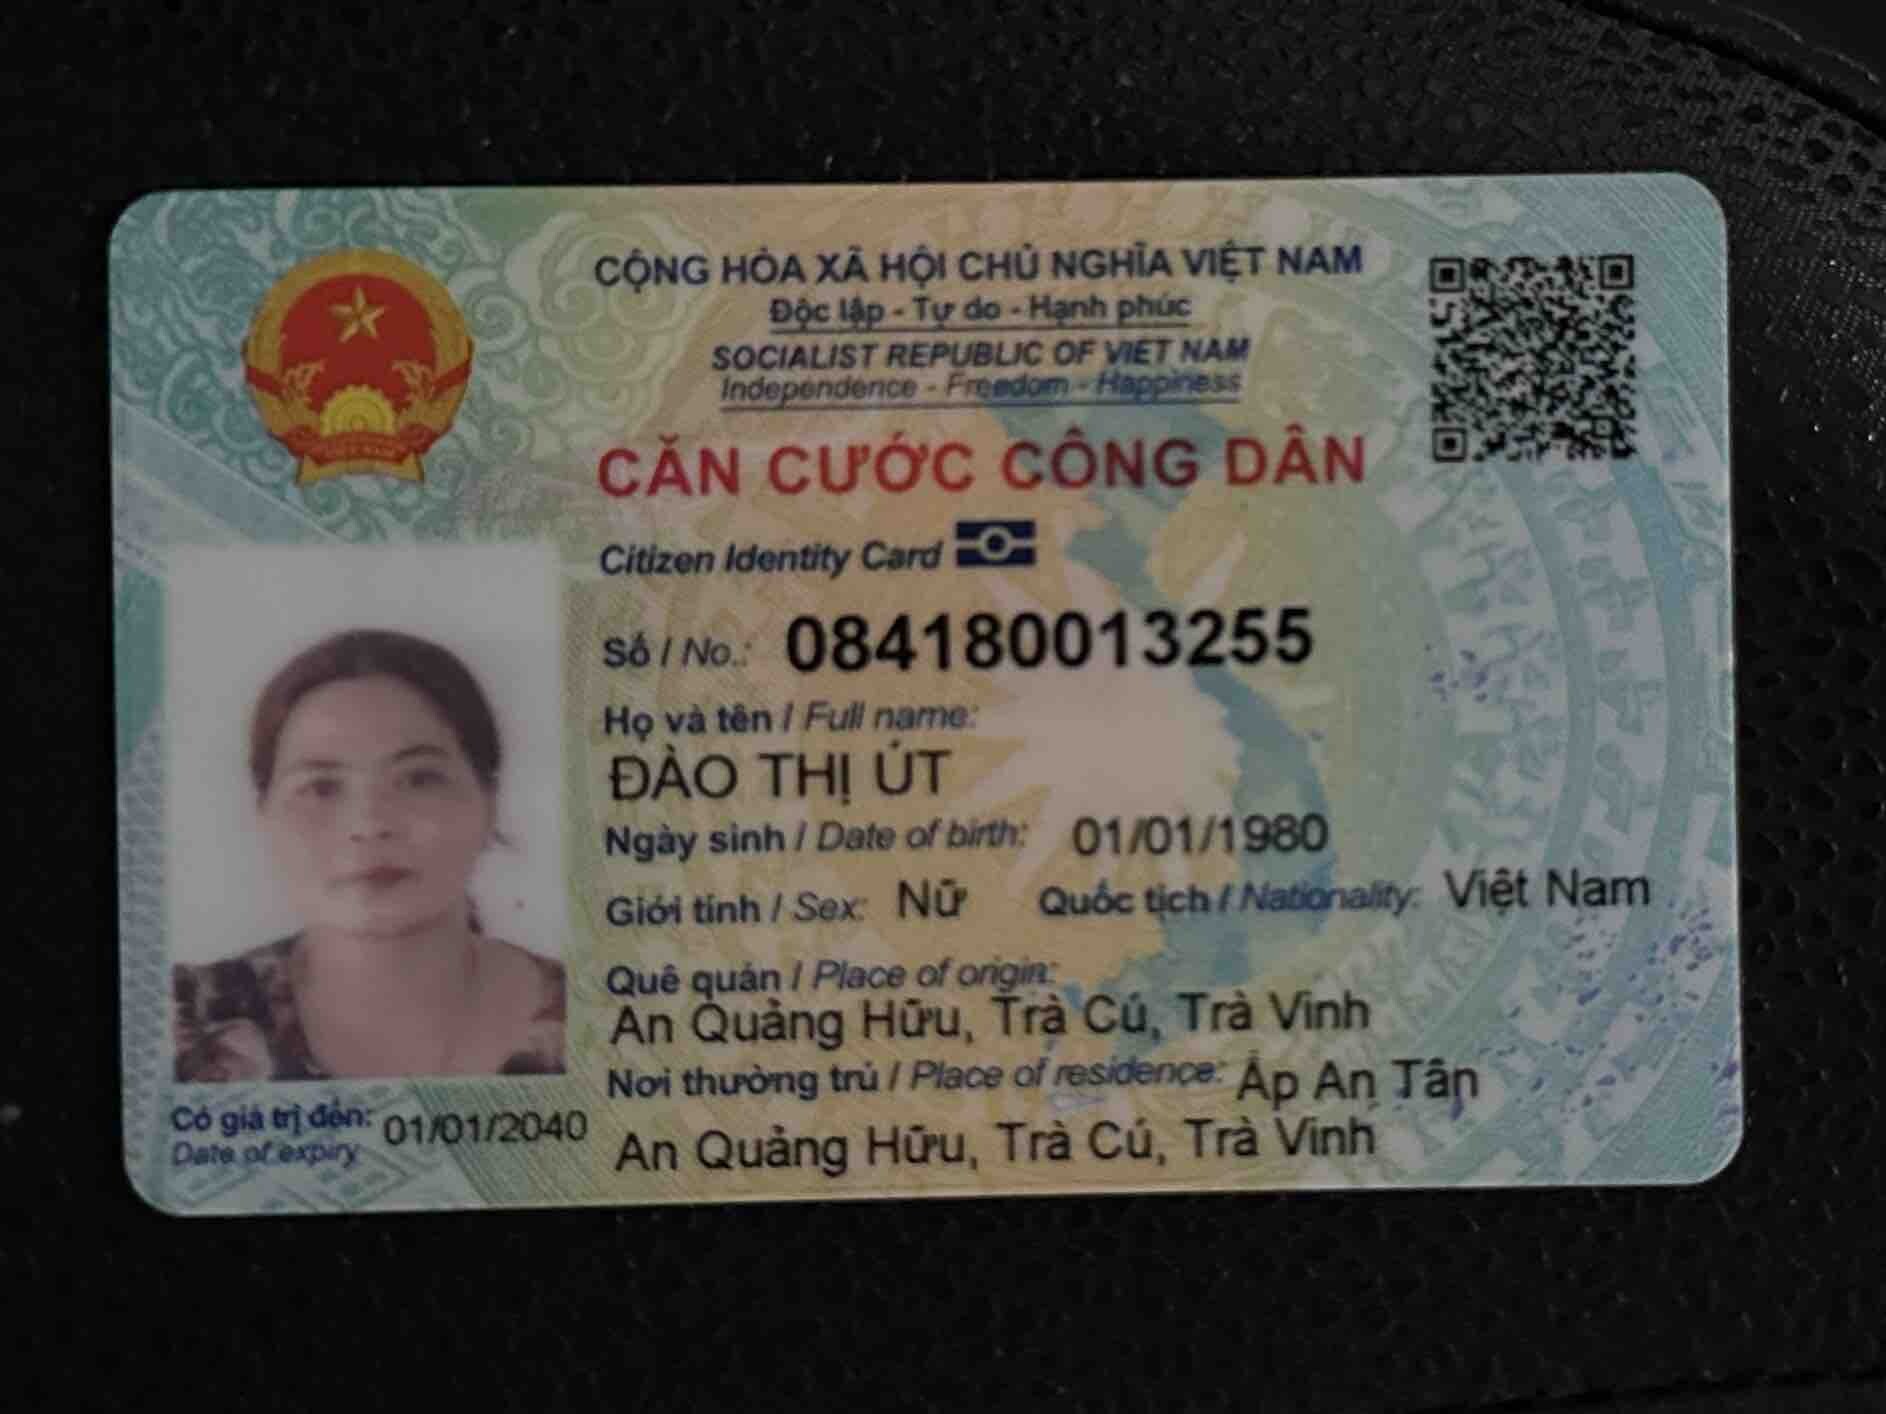 CỘNG HÒA XÃ HỘI CHỦ NGHĨA VIỆT NAM
Độc lập - Tự do - Hạnh phúc
SOCIALIST REPUBLIC OF VIET NAM
Independence - Freedom - Happiness
CĂN CƯỚC CÔNG DÂN
Citizen Identity Card
Số / No.: 084180013255
Họ và tên / Full name:
ĐÀO THỊ ÚT
Ngày sinh / Date of birth: 01/01/1980
Giới tính / Sex: Nữ Quốc tịch / Nationality: Việt Nam
Quê quán / Place of origin:
An Quảng Hữu, Trà Cú, Trà Vinh
Nơi thường trú / Place of residence: Ấp An Tân
An Quảng Hữu, Trà Cú, Trà Vinh
Có giá trị đến: 01/01/2040
Date of expiry